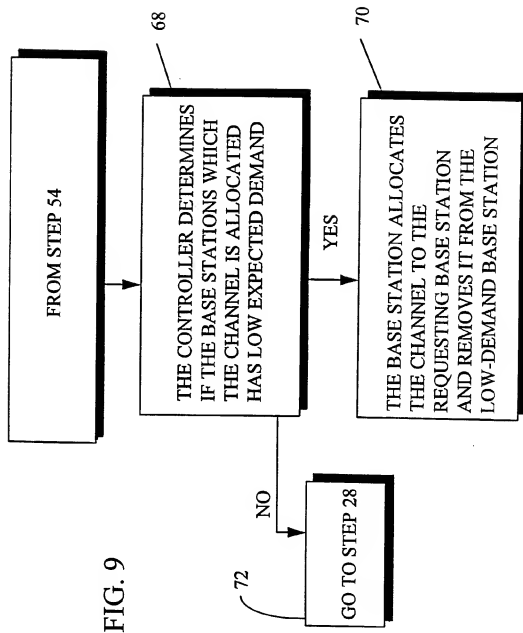 FROM STEP 54
68
THE CONTROLLER DETERMINES
IF THE BASE STATIONS WHICH
THE CHANNEL IS ALLOCATED
HAS LOW EXPECTED DEMAND
NO
YES
72
GO TO STEP 28
70
THE BASE STATION ALLOCATES
THE CHANNEL TO THE
REQUESTING BASE STATION
AND REMOVES IT FROM THE
LOW-DEMAND BASE STATION
FIG. 9